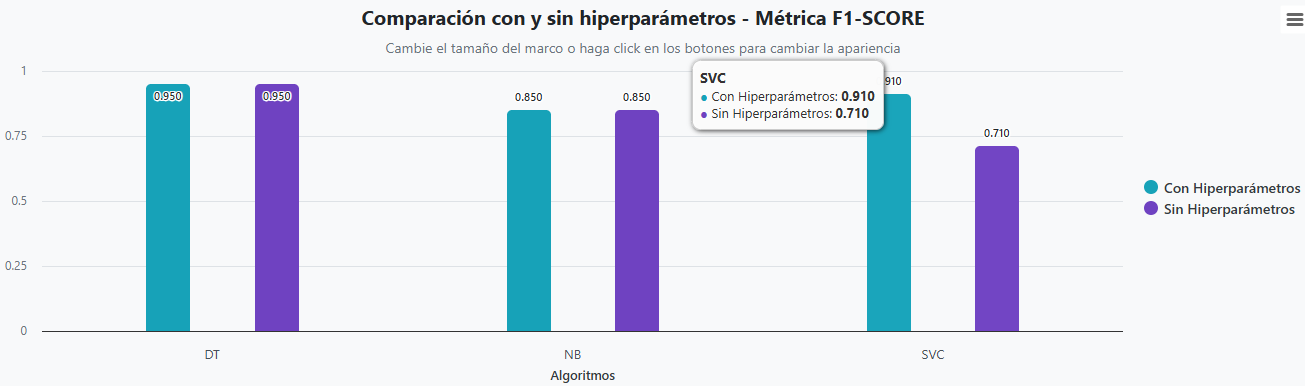 Comparación con y sin hiperparámetros - Métrica F1-SCORE
Cambie el tamaño del marco o haga click en los botones para cambiar la apariencia
1
0.75
0.5
0.25
0
0.950
0.950
0.850
0.850
SVC
Con Hiperparámetros: 0.910
Sin Hiperparámetros: 0.710
910
0.710
DT
NB
SVC
Algoritmos
Con Hiperparámetros
Sin Hiperparámetros